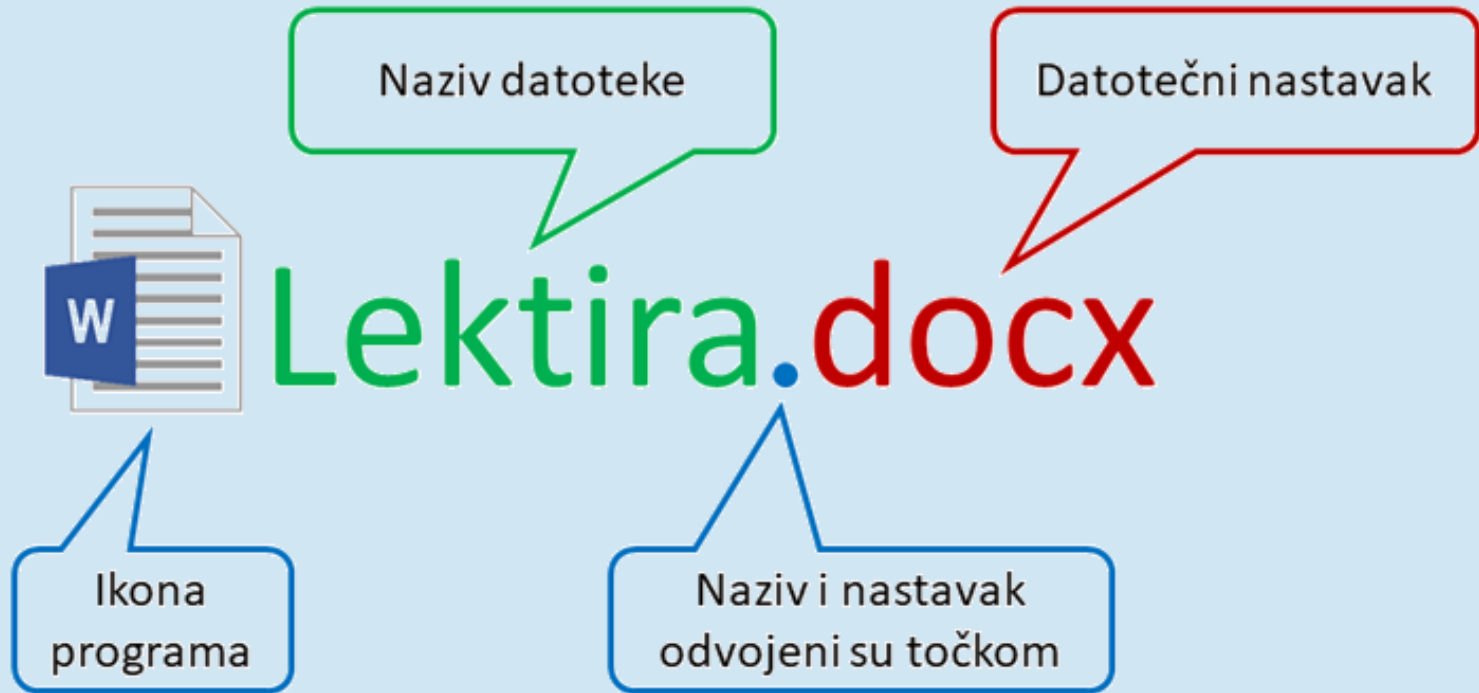 Naziv datoteke
Datotečni nastavak
W
Lektira.docx
Ikona
programa
Naziv i nastavak
odvojeni su točkom